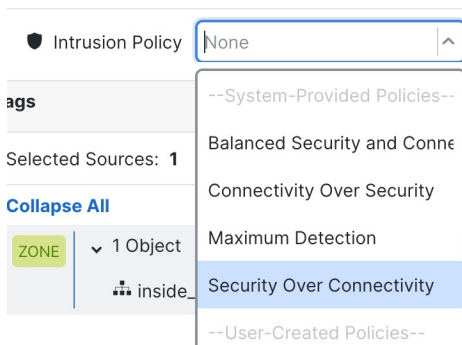 Intrusion Policy None
--System-Provided Policies--
ags
Balanced Security and Conne
Selected Sources: 1
Connectivity Over Security
Collapse All
Maximum Detection
ZONE 1 Object
inside_
Security Over Connectivity
--User-Created Policies--